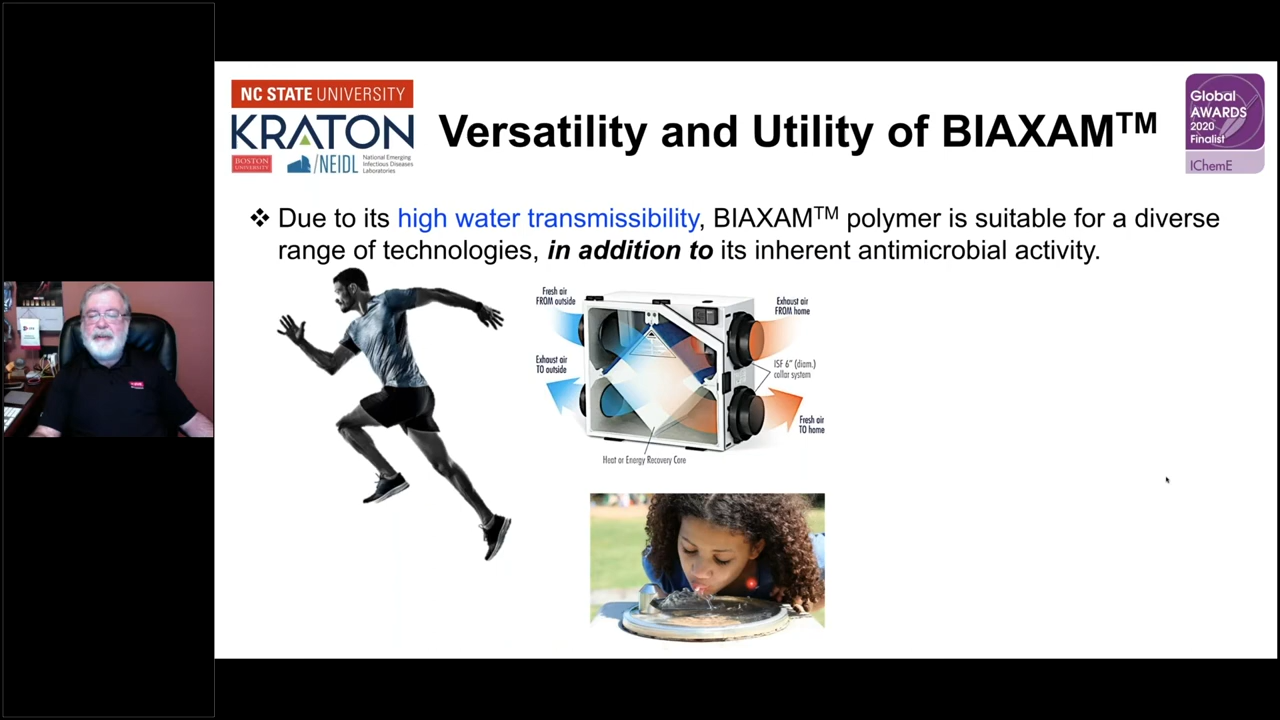 NC STATE UNIVERSITY
KRATON
BOSTON
UNIVERSITY
/NEIDL
National Emerging
Infectious Diseases
Laboratories
Versatility and Utility of BIAXAM™
Global
AWARDS
2020
Finalist
IChemE
❖ Due to its high water transmissibility, BIAXAM™ polymer is suitable for a diverse
range of technologies, in addition to its inherent antimicrobial activity.
Fresh air
FROM outside
Exhaust air
FROM home
Exhaust air
TO outside
ISF 6" (diam.)
collar system
Fresh air
TO home
Heat or Energy Recovery Core